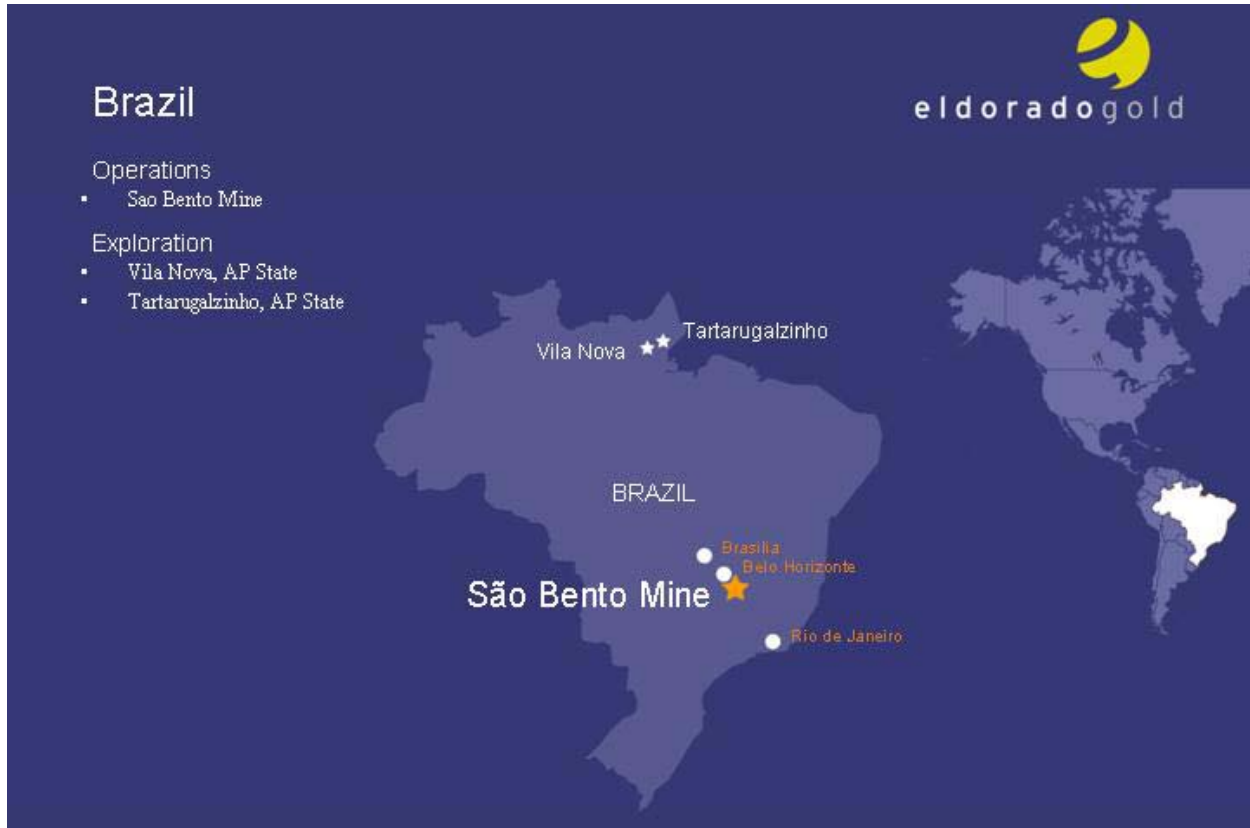 eldoradogold
Brazil
Operations
▪ Sao Bento Mine
Exploration
▪ Vila Nova, AP State
▪ Tartarugalzinho, AP State
Tartarugalzinho
Vila Nova
BRAZIL
Brasilia
Belo Horizonte
São Bento Mine
Rio de Janeiro